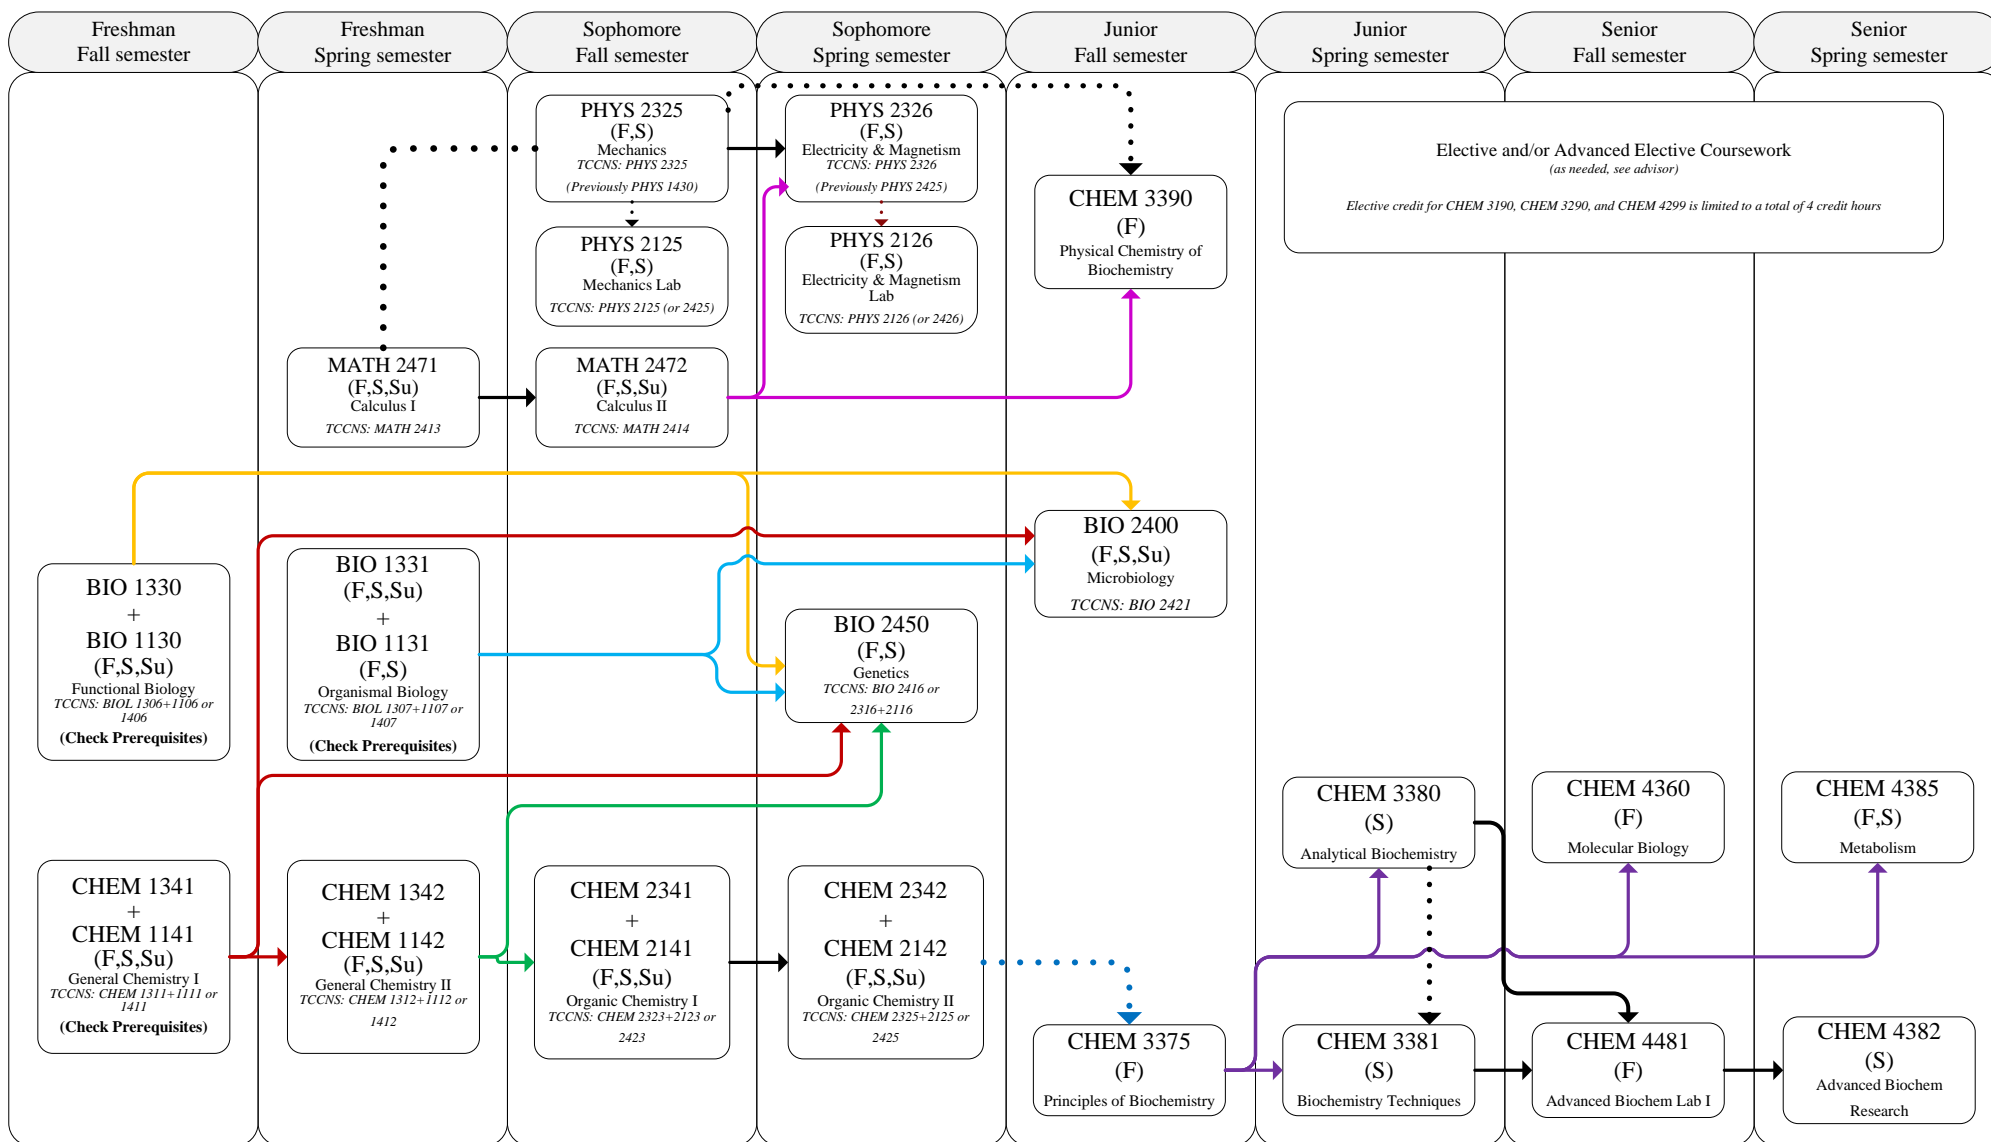 Freshman
Fall semester
Freshman
Spring semester
Sophomore
Fall semester
Sophomore
Spring semester
Junior
Fall semester
Junior
Spring semester
Senior
Fall semester
Senior
Spring semester
PHYS 2325
(F,S)
Mechanics
TCCNS: PHYS 2325
(Previously PHYS 1430)
PHYS 2326
(F,S)
Electricity & Magnetism
TCCNS: PHYS 2326
(Previously PHYS 2425)
Elective and/or Advanced Elective Coursework
(as needed, see advisor)
Elective credit for CHEM 3190, CHEM 3290, and CHEM 4299 is limited to a total of 4 credit hours
CHEM 3390
(F)
Physical Chemistry of
Biochemistry
PHYS 2125
(F,S)
Mechanics Lab
TCCNS: PHYS 2125 (or 2425)
PHYS 2126
(F,S)
Electricity & Magnetism
Lab
TCCNS: PHYS 2126 (or 2426)
MATH 2471
(F,S,Su)
Calculus I
TCCNS: MATH 2413
MATH 2472
(F,S,Su)
Calculus II
TCCNS: MATH 2414
BIO 2400
(F,S,Su)
Microbiology
TCCNS: BIO 2421
BIO 1330
+
BIO 1130
(F,S,Su)
Functional Biology
TCCNS: BIOL 1306+1106 or
1406
(Check Prerequisites)
BIO 1331
(F,S,Su)
+
BIO 1131
(F,S)
Organismal Biology
TCCNS: BIOL 1307+1107 or
1407
(Check Prerequisites)
BIO 2450
(F,S)
Genetics
TCCNS: BIO 2416 or
2316+2116
CHEM 3380
(S)
Analytical Biochemistry
CHEM 4360
(F)
Molecular Biology
CHEM 4385
(F,S)
Metabolism
CHEM 1341
+
CHEM 1141
(F,S,Su)
General Chemistry I
TCCNS: CHEM 1311+1111 or
1411
(Check Prerequisites)
CHEM 1342
+
CHEM 1142
(F,S,Su)
General Chemistry II
TCCNS: CHEM 1312+1112 or
1412
CHEM 2341
+
CHEM 2141
(F,S,Su)
Organic Chemistry I
TCCNS: CHEM 2323+2123 or
2423
CHEM 2342
+
CHEM 2142
(F,S,Su)
Organic Chemistry II
TCCNS: CHEM 2325+2125 or
2425
CHEM 3375
(F)
Principles of Biochemistry
CHEM 3381
(S)
Biochemistry Techniques
CHEM 4481
(F)
Advanced Biochem Lab I
CHEM 4382
(S)
Advanced Biochem
Research